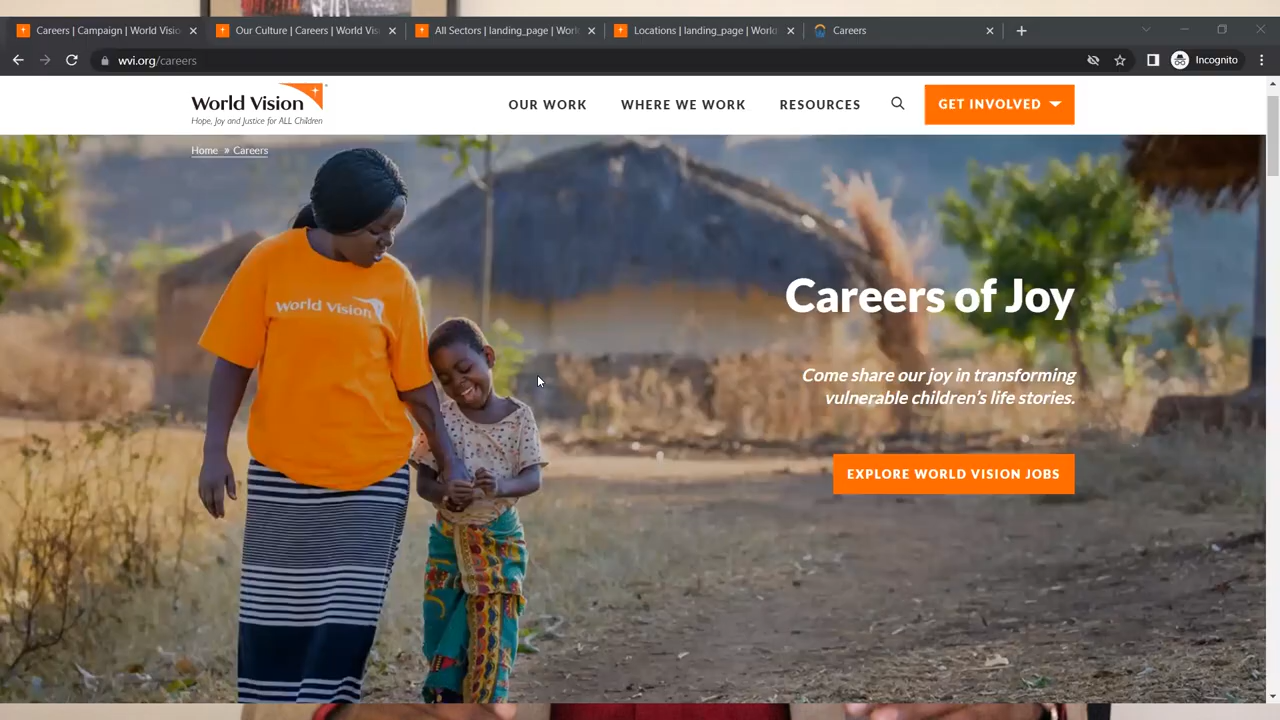 Careers | Campaign | World Visio
Our Culture | Careers | World Vis
All Sectors | landing_page | Worl
Locations | landing_page | World
Careers
wvi.org/careers
Incognito
World Vision
Hope, Joy and Justice for ALL Children
OUR WORK
WHERE WE WORK
RESOURCES
GET INVOLVED
Home » Careers
World Vision
Careers of Joy
Come share our joy in transforming
vulnerable children's life stories.
EXPLORE WORLD VISION JOBS